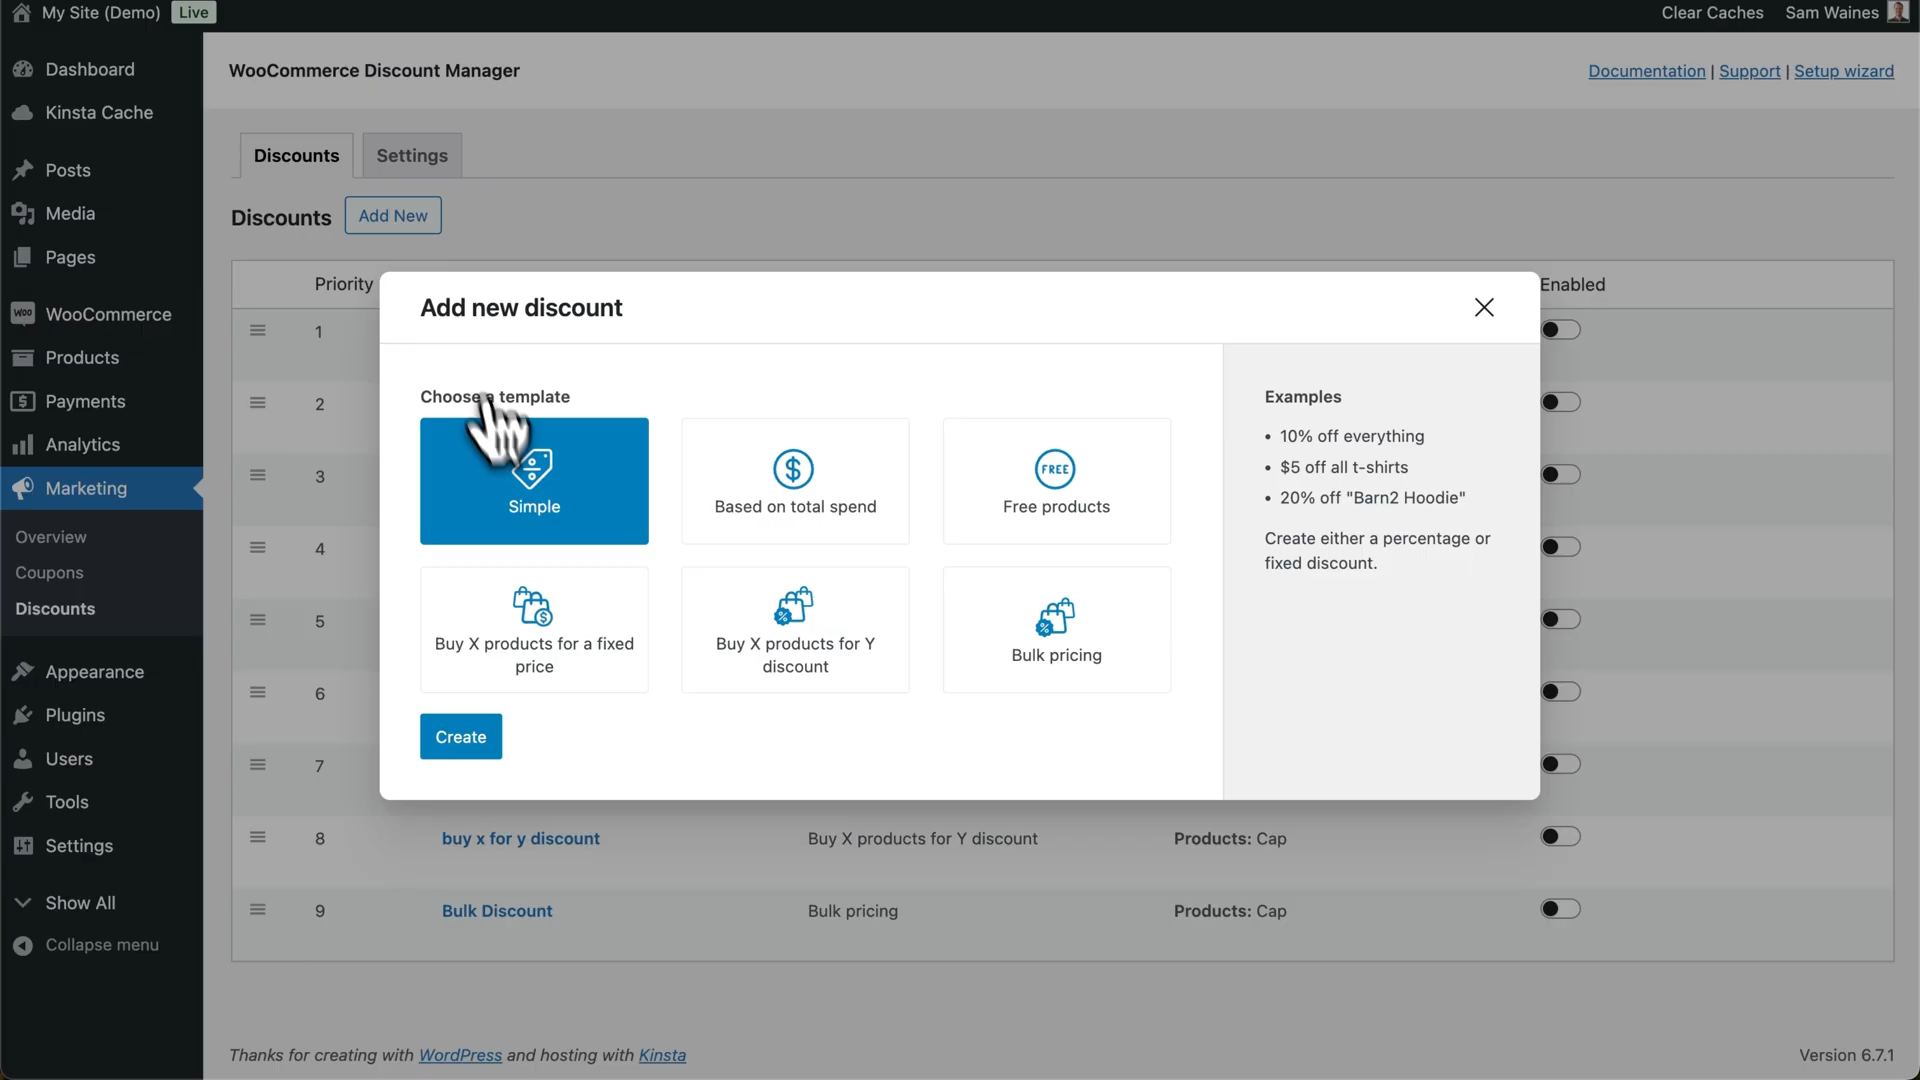 My Site (Demo) Live Clear Caches Sam Waines
Dashboard
Kinsta Cache
Posts
Media
Pages
WOO WooCommerce
Products
Payments
Analytics
Marketing
Overview
Coupons
Discounts
Appearance
Plugins
Users
Tools
Settings
Show All
Collapse menu
WooCommerce Discount Manager
Documentation | Support | Setup wizard
Discounts Settings
Discounts Add New
Priority Enabled
1
2
3
4
5
6
7
Add new discount
Choose a template
Simple
Based on total spend
FREE
Free products
Buy X products for a fixed
price
Buy X products for Y
discount
Bulk pricing
Create
Examples
• 10% off everything
• $5 off all t-shirts
• 20% off "Barn2 Hoodie"
Create either a percentage or
fixed discount.
8 buy x for y discount Buy X products for Y discount Products: Cap
9 Bulk Discount Bulk pricing Products: Cap
Thanks for creating with WordPress and hosting with Kinsta
Version 6.7.1